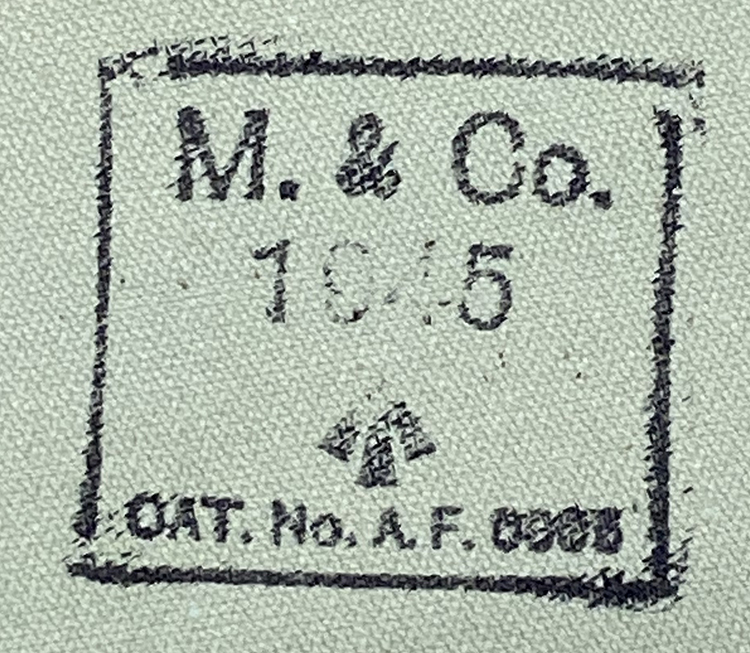 M. & Co.
CAT. No. A. F.